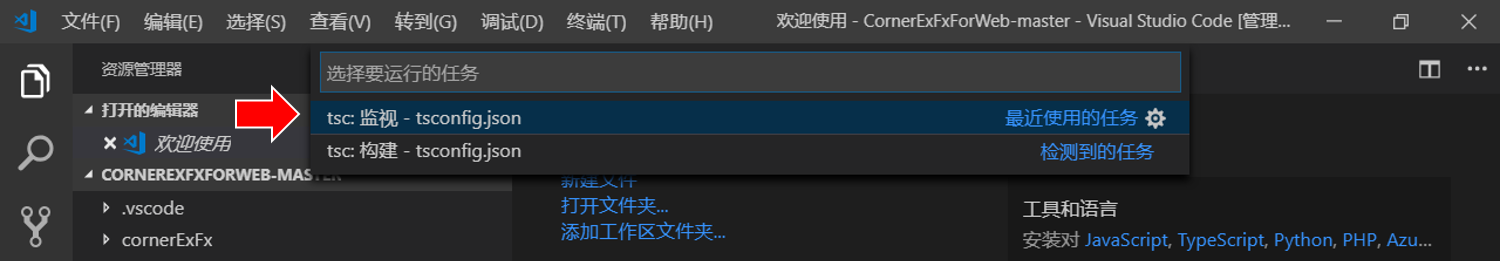 文件(F) 编辑(E) 选择(S) 查看(V) 转到(G) 调试(D) 终端(T) 帮助(H) 欢迎使用 - CornerExFxForWeb-master - Visual Studio Code [管理...
资源管理器
选择要运行的任务
打开的编辑器
tsc: 监视 - tsconfig.json 最近使用的任务
欢迎使用
tsc: 构建 - tsconfig.json 检测到的任务
CORNEREXFXFORWEB-MASTER
新建文件
.vscode
打开文件夹...
工具和语言
添加工作区文件夹...
cornerExFx
安装对 JavaScript, TypeScript, Python, PHP, Azu...